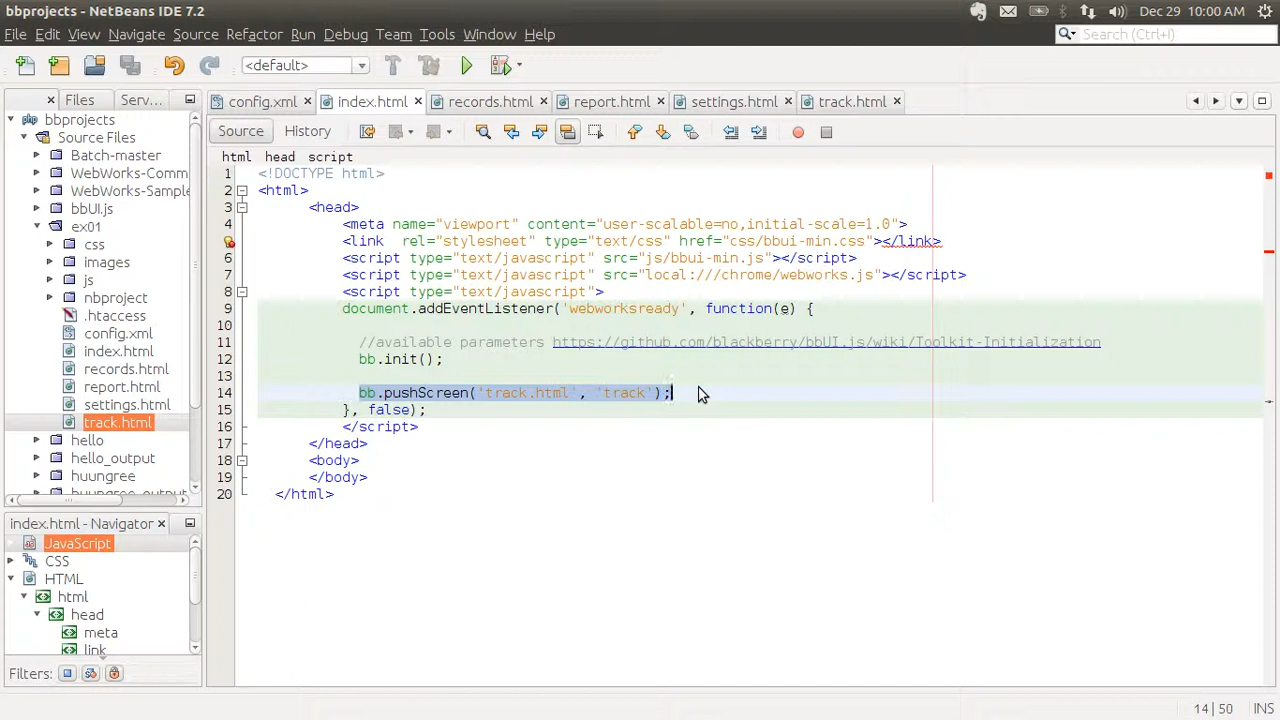 bbprojects - NetBeans IDE 7.2
Dec 29 10:00 AM
File Edit View Navigate Source Refactor Run Debug Team Tools Window Help
Search (Ctrl+I)
<default>
Files Serv...
config.xml index.html records.html report.html settings.html track.html
Source History
html head script
bbprojects
Source Files
Batch-master
WebWorks-Comm
WebWorks-Sample
bbUI.js
ex01
css
images
js
nbproject
.htaccess
config.xml
index.html
records.html
report.html
settings.html
track.html
hello
hello_output
huungree
huungree_output
1 <!DOCTYPE html>
2 <html>
3 <head>
4 <meta name="viewport" content="user-scalable=no,initial-scale=1.0">
<link rel="stylesheet" type="text/css" href="css/bbui-min.css"></link>
6 <script type="text/javascript" src="js/bbui-min.js"></script>
7 <script type="text/javascript" src="local:///chrome/webworks.js"></script>
8 <script type="text/javascript">
9 document.addEventListener('webworksready', function(e) {
10
11 //available parameters https://github.com/blackberry/bbUI.js/wiki/Toolkit-Initialization
12 bb.init();
13
14 bb.pushScreen('track.html', 'track');
15 }, false);
16 </script>
17 </head>
18 <body>
19 </body>
20 </html>
index.html - Navigator
JavaScript
CSS
HTML
html
head
meta
link
Filters:
14 | 50 INS